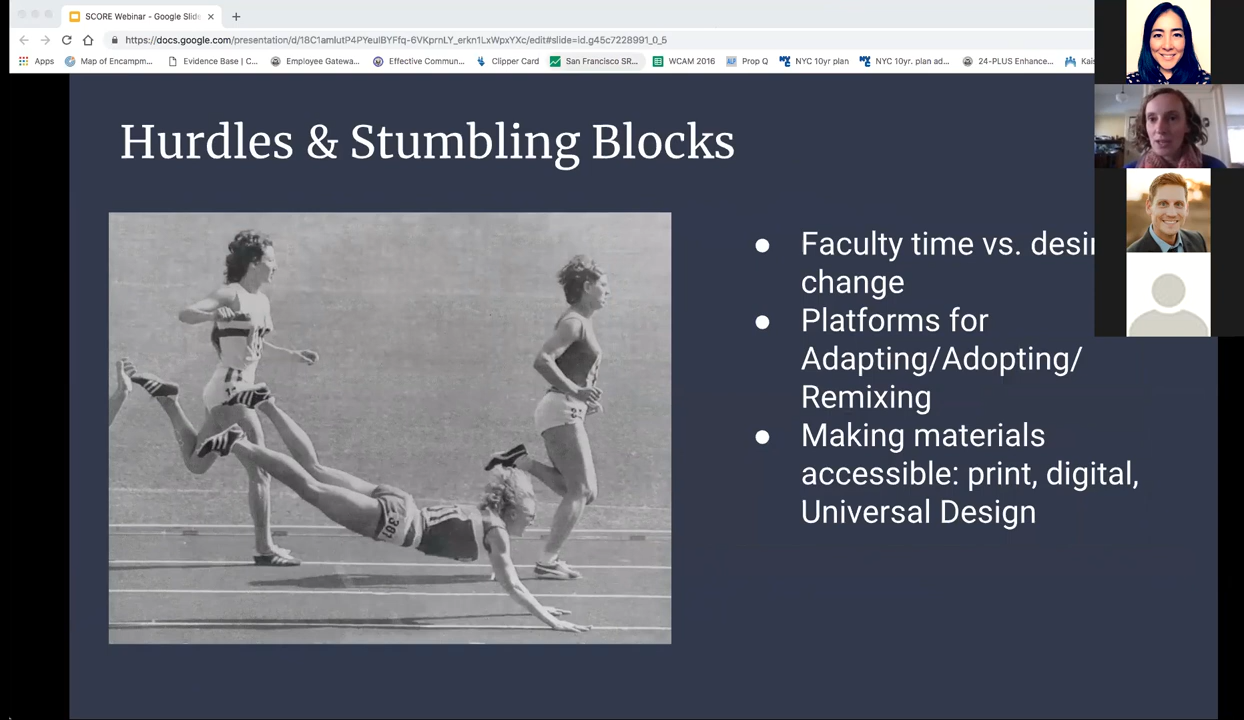 SCORE Webinar - Google Slide
https://docs.google.com/presentation/d/18C1amlutP4PYeulBYFfq-6VKprnLY_erkn1LxWpxYXc/edit#slide=id.g45c7228991_0_5
Apps Map of Encampm... Evidence Base | C... Employee Gatewa... Effective Commun... Clipper Card San Francisco SR... WCAM 2016 Prop Q NYC 10yr plan NYC 10yr. plan ad... 24-PLUS Enhance... Kais
Hurdles & Stumbling Blocks
● Faculty time vs. desir
change
● Platforms for
Adapting/Adopting/
Remixing
● Making materials
accessible: print, digital,
Universal Design